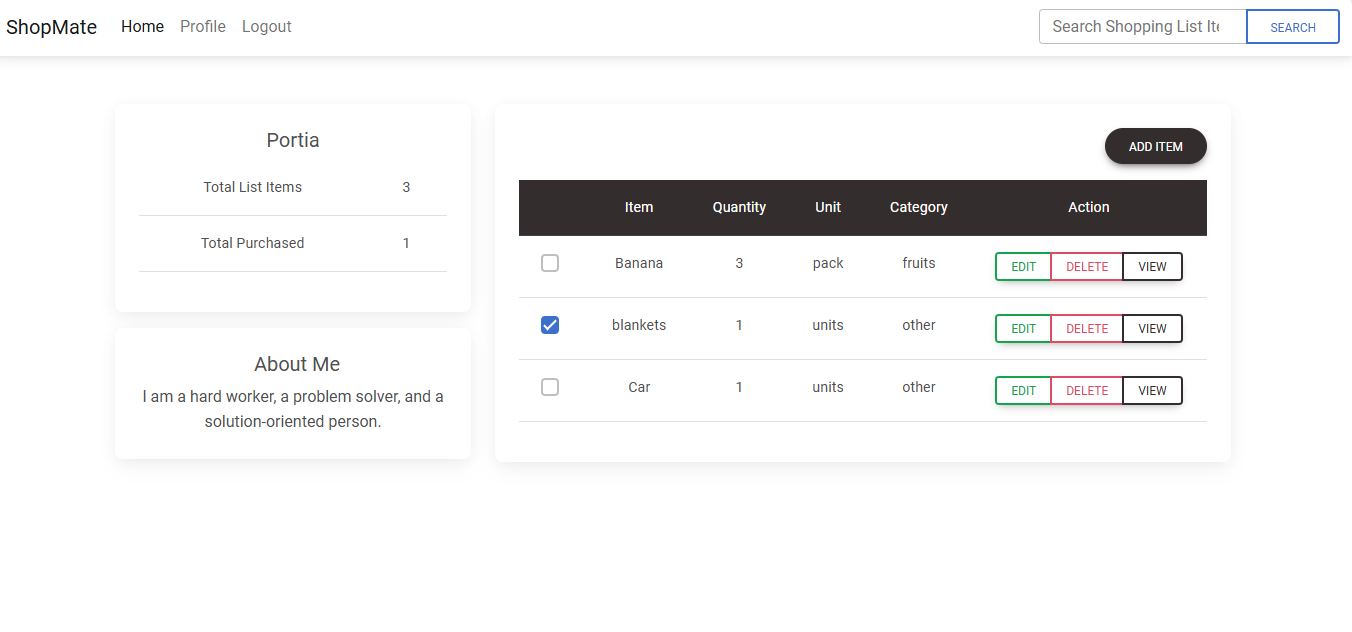 ShopMate Home Profile Logout Search Shopping List Ite SEARCH
Portia
Total List Items 3
Total Purchased 1
About Me
I am a hard worker, a problem solver, and a
solution-oriented person.
ADD ITEM
Item Quantity Unit Category Action
Banana 3 pack fruits EDIT DELETE VIEW
blankets 1 units other EDIT DELETE VIEW
Car 1 units other EDIT DELETE VIEW